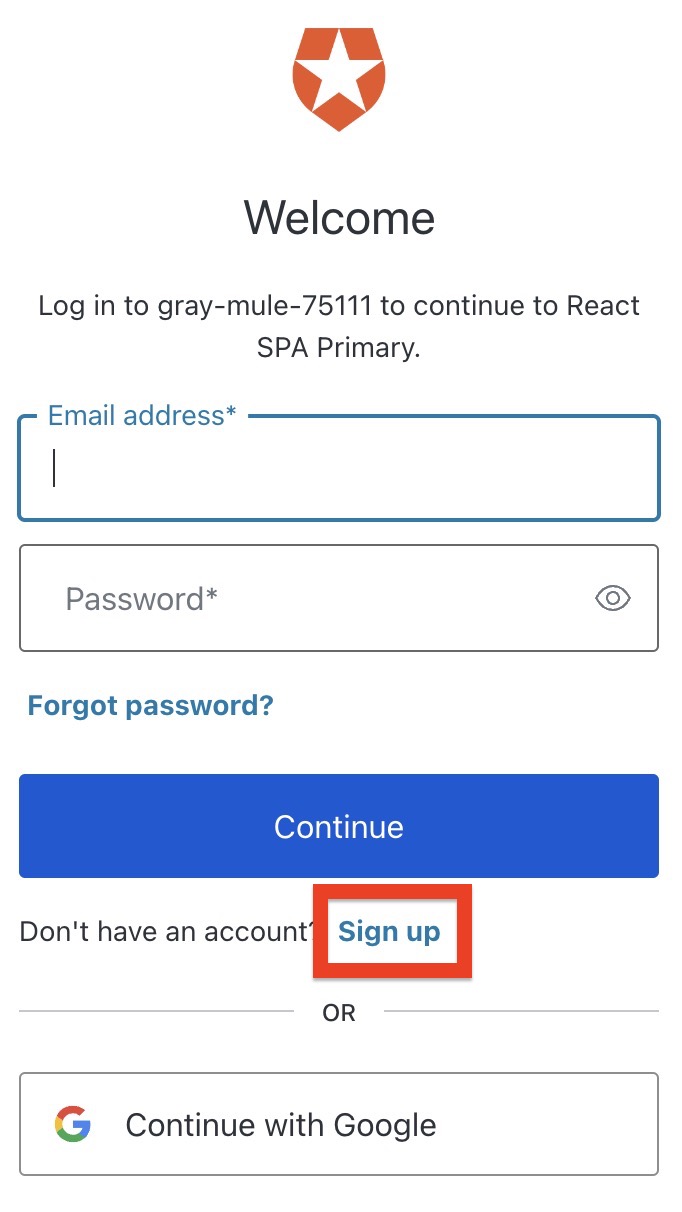 Welcome
Log in to gray-mule-75111 to continue to React
SPA Primary.
Email address*
Password*
Forgot password?
Continue
Don't have an account? Sign up
OR
Continue with Google